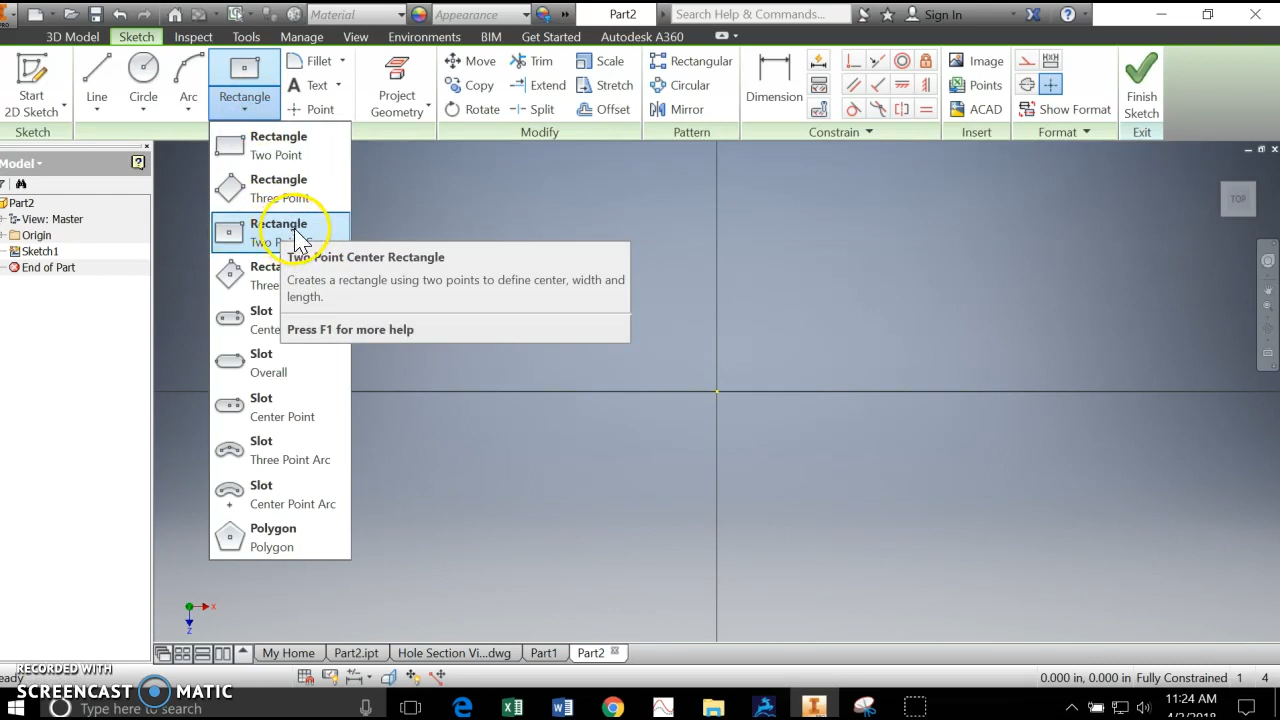 PRO
Material
Appearance
Part2
Search Help & Commands...
Sign In
3D Model
Sketch
Inspect
Tools
Manage
View
Environments
BIM
Get Started
Autodesk A360
Start
2D Sketch
Line
Circle
Arc
Rectangle
Fillet
Text
Point
Project
Geometry
Move
Copy
Rotate
Trim
Extend
Split
Scale
Stretch
Offset
Rectangular
Circular
Mirror
Dimension
Image
Points
ACAD
Show Format
Finish
Sketch
Sketch
Modify
Pattern
Constrain
Insert
Format
Exit
Model
Part2
View: Master
Origin
Sketch1
End of Part
Rectangle
Two Point
Rectangle
Three Point
Rectangle
Two
Three
Two Point Center Rectangle
Creates a rectangle using two points to define center, width and
length.
Press F1 for more help
Slot
Slot
Overall
Slot
Center Point
Slot
Three Point Arc
Slot
Center Point Arc
Polygon
Polygon
TOP
X
Z
My Home
Part2.ipt
Hole Section Vi...dwg
Part1
Part2
RECORDED WITH
SCREENCAST MATIC
0.000 in, 0.000 in Fully Constrained 1 4
Type here to search
11:24 AM